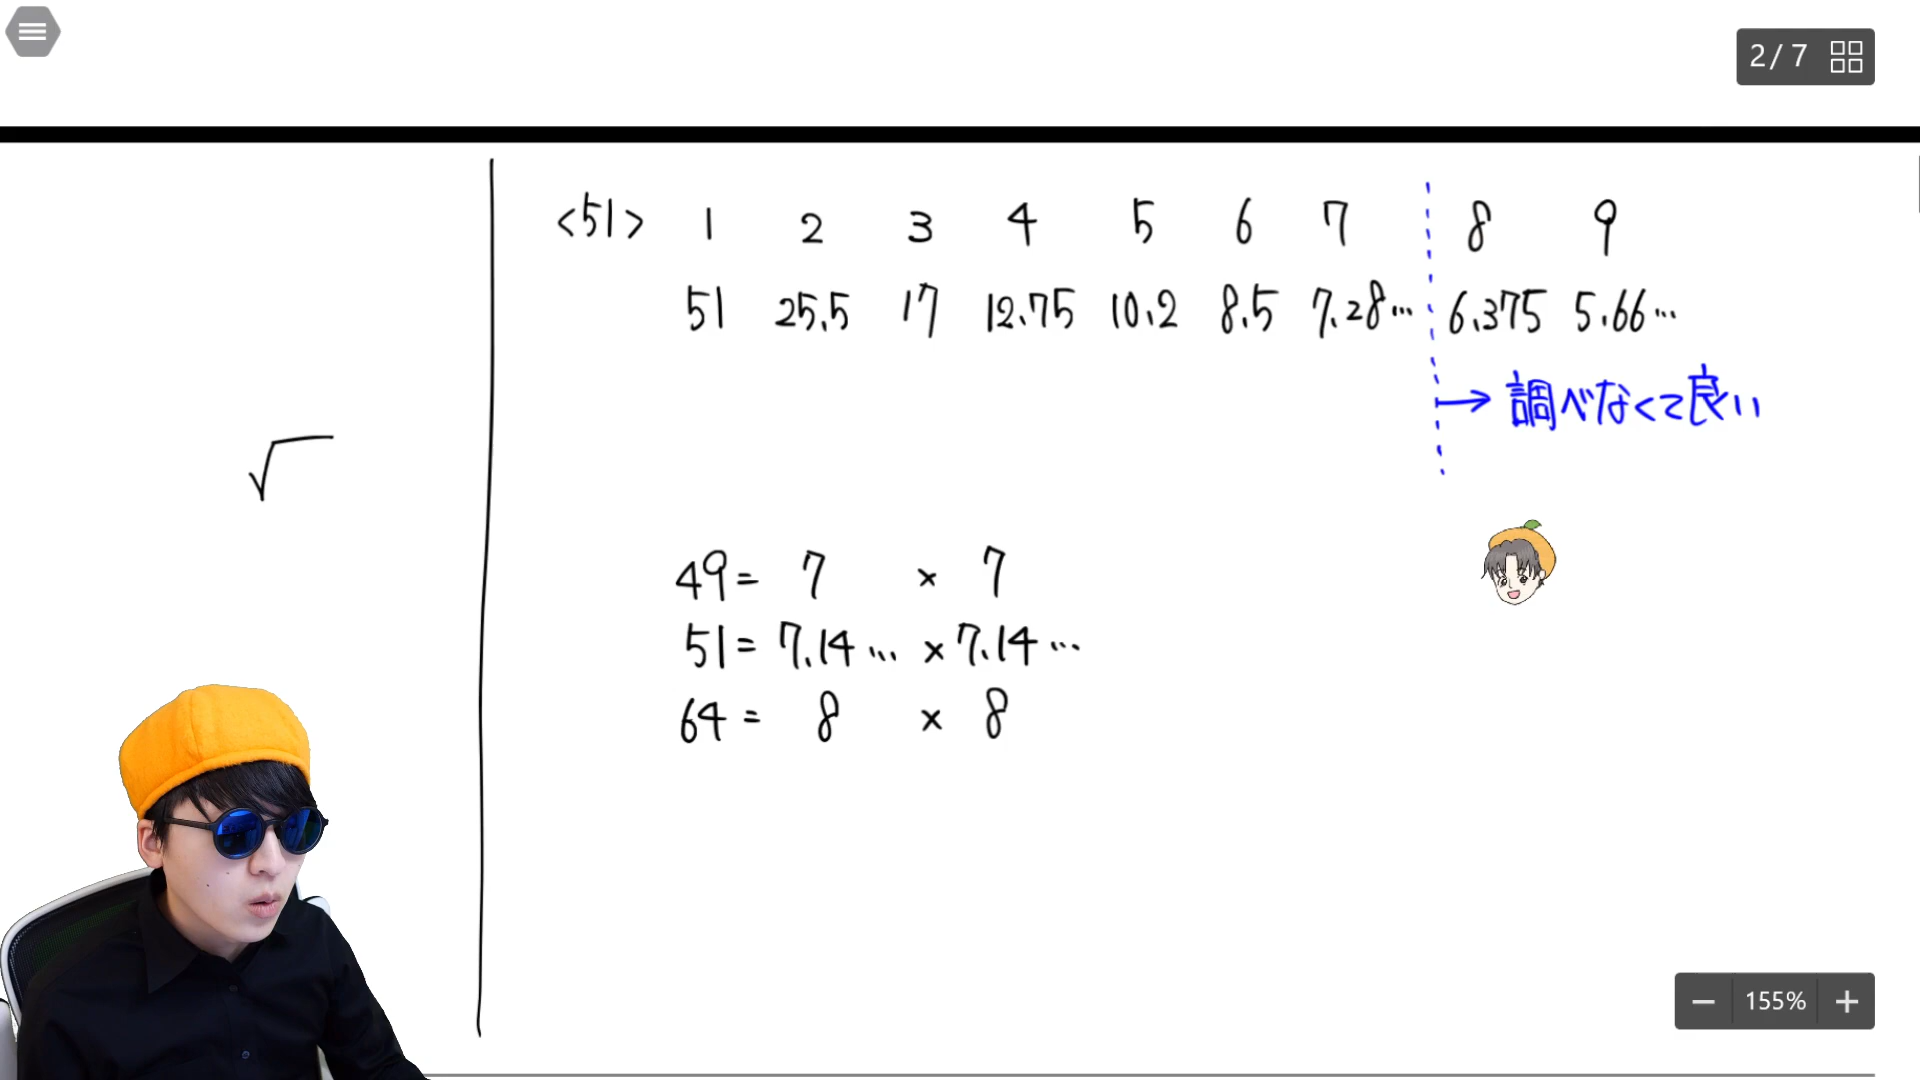 2 / 7
<51> 1 2 3 4 5 6 7 8 9
51 25.5 17 12.75 10.2 8.5 7.28… 6.375 5.66…
→ 調べなくて良い
√
49 = 7 × 7
51 = 7.14… × 7.14…
64 = 8 × 8
− 155% +